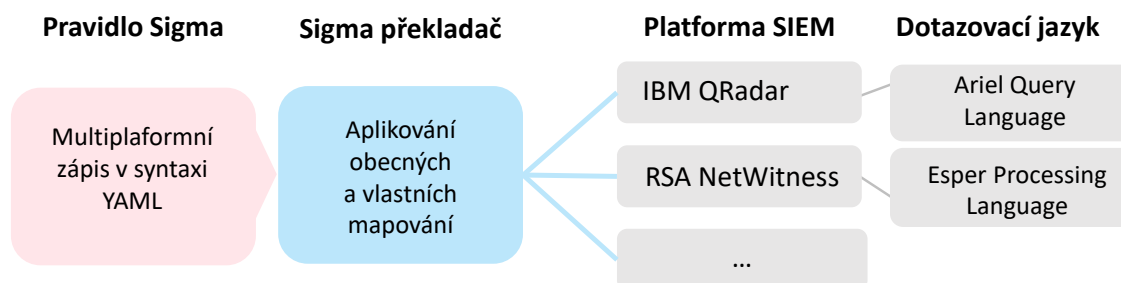 Pravidlo Sigma
Sigma překladač
Platforma SIEM
Dotazovací jazyk
Multiplaformní
zápis v syntaxi
YAML
Aplikování
obecných
a vlastních
mapování
IBM QRadar
Ariel Query
Language
RSA NetWitness
Esper Processing
Language
...